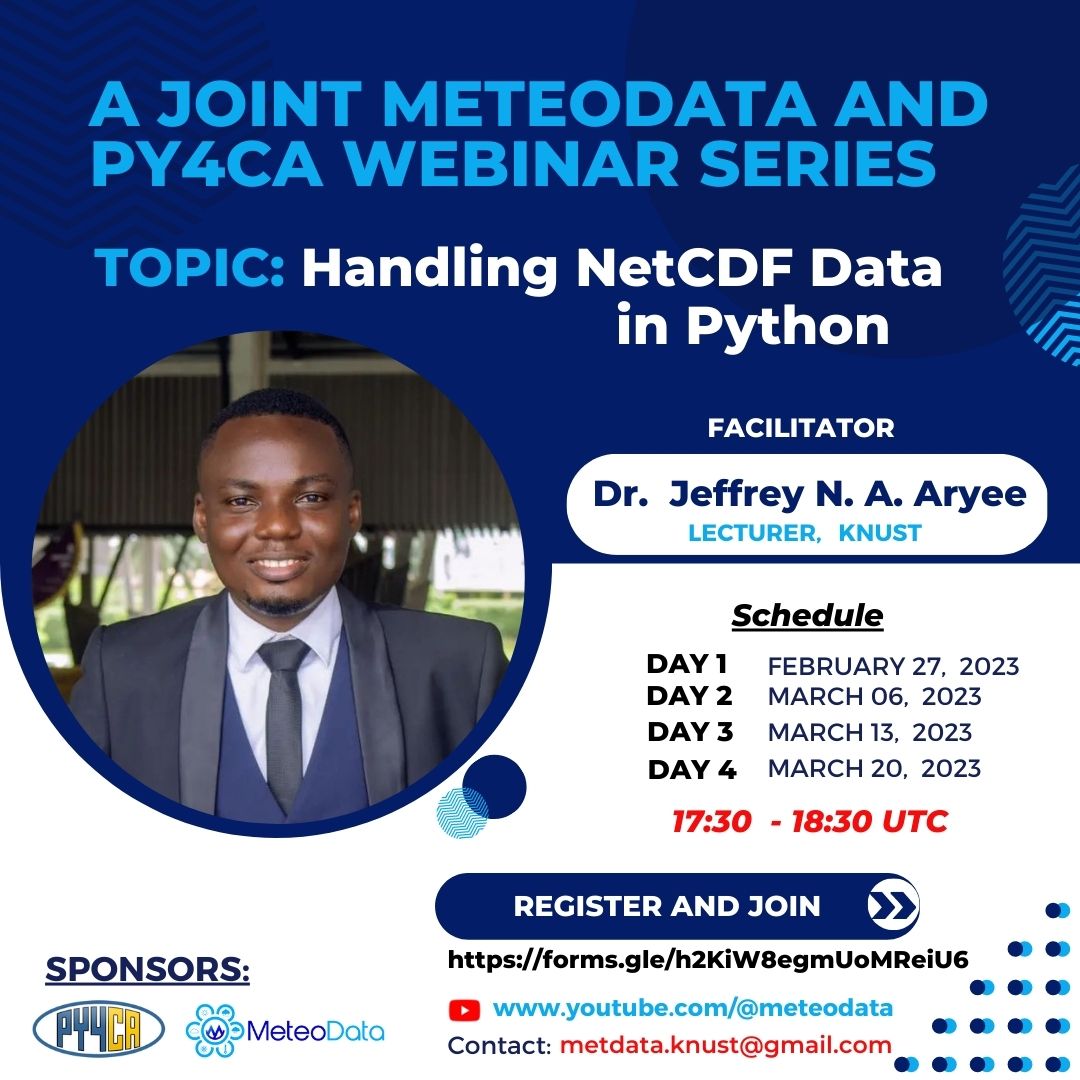 A JOINT METEODATA AND
PY4CA WEBINAR SERIES
TOPIC: Handling NetCDF Data
in Python
FACILITATOR
Dr. Jeffrey N. A. Aryee
LECTURER, KNUST
Schedule
DAY 1 FEBRUARY 27, 2023
DAY 2 MARCH 06, 2023
DAY 3 MARCH 13, 2023
DAY 4 MARCH 20, 2023
17:30 - 18:30 UTC
REGISTER AND JOIN
https://forms.gle/h2KiW8egmUoMReiU6
www.youtube.com/@meteodata
Contact: metdata.knust@gmail.com
SPONSORS:
PY4CA
MeteoData